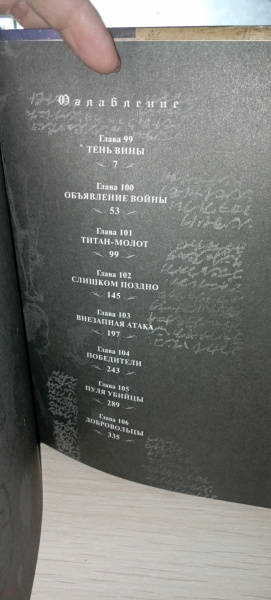 Оглавление
Глава 99
ТЕНЬ ВИНЫ
7
Глава 100
ОБЪЯВЛЕНИЕ ВОЙНЫ
53
Глава 101
ТИТАН-МОЛОТ
99
Глава 102
СЛИШКОМ ПОЗДНО
145
Глава 103
ВНЕЗАПНАЯ АТАКА
197
Глава 104
ПОБЕДИТЕЛИ
243
Глава 105
ПУЛЯ УБИЙЦЫ
289
Глава 106
ДОБРОВОЛЬЦЫ
335